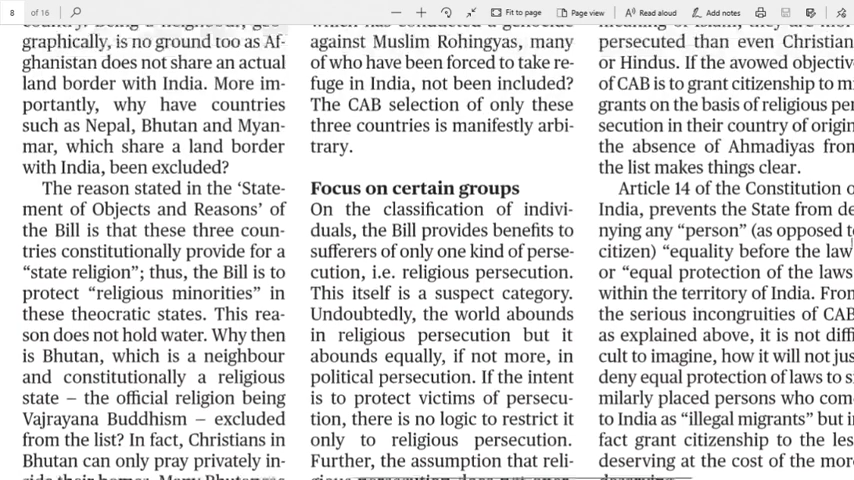 8 of 16
Fit to page
Page view
Read aloud
Add notes
graphically, is no ground too as Af-
ghanistan does not share an actual
land border with India. More im-
portantly, why have countries
such as Nepal, Bhutan and Myan-
mar, which share a land border
with India, been excluded?
The reason stated in the ‘State-
ment of Objects and Reasons’ of
the Bill is that these three coun-
tries constitutionally provide for a
“state religion”; thus, the Bill is to
protect “religious minorities” in
these theocratic states. This rea-
son does not hold water. Why then
is Bhutan, which is a neighbour
and constitutionally a religious
state – the official religion being
Vajrayana Buddhism – excluded
from the list? In fact, Christians in
Bhutan can only pray privately in-
against Muslim Rohingyas, many
of who have been forced to take re-
fuge in India, not been included?
The CAB selection of only these
three countries is manifestly arbi-
trary.
Focus on certain groups
On the classification of indivi-
duals, the Bill provides benefits to
sufferers of only one kind of perse-
cution, i.e. religious persecution.
This itself is a suspect category.
Undoubtedly, the world abounds
in religious persecution but it
abounds equally, if not more, in
political persecution. If the intent
is to protect victims of persecu-
tion, there is no logic to restrict it
only to religious persecution.
Further, the assumption that reli-
persecuted than even Christian
or Hindus. If the avowed objectiv
of CAB is to grant citizenship to m
grants on the basis of religious per
secution in their country of origin
the absence of Ahmadiyas from
the list makes things clear.
Article 14 of the Constitution o
India, prevents the State from de
nying any “person” (as opposed t
citizen) “equality before the law
or “equal protection of the laws
within the territory of India. From
the serious incongruities of CAB
as explained above, it is not diffi
cult to imagine, how it will not jus
deny equal protection of laws to s
milarly placed persons who com
to India as “illegal migrants” but i
fact grant citizenship to the les
deserving at the cost of the mor